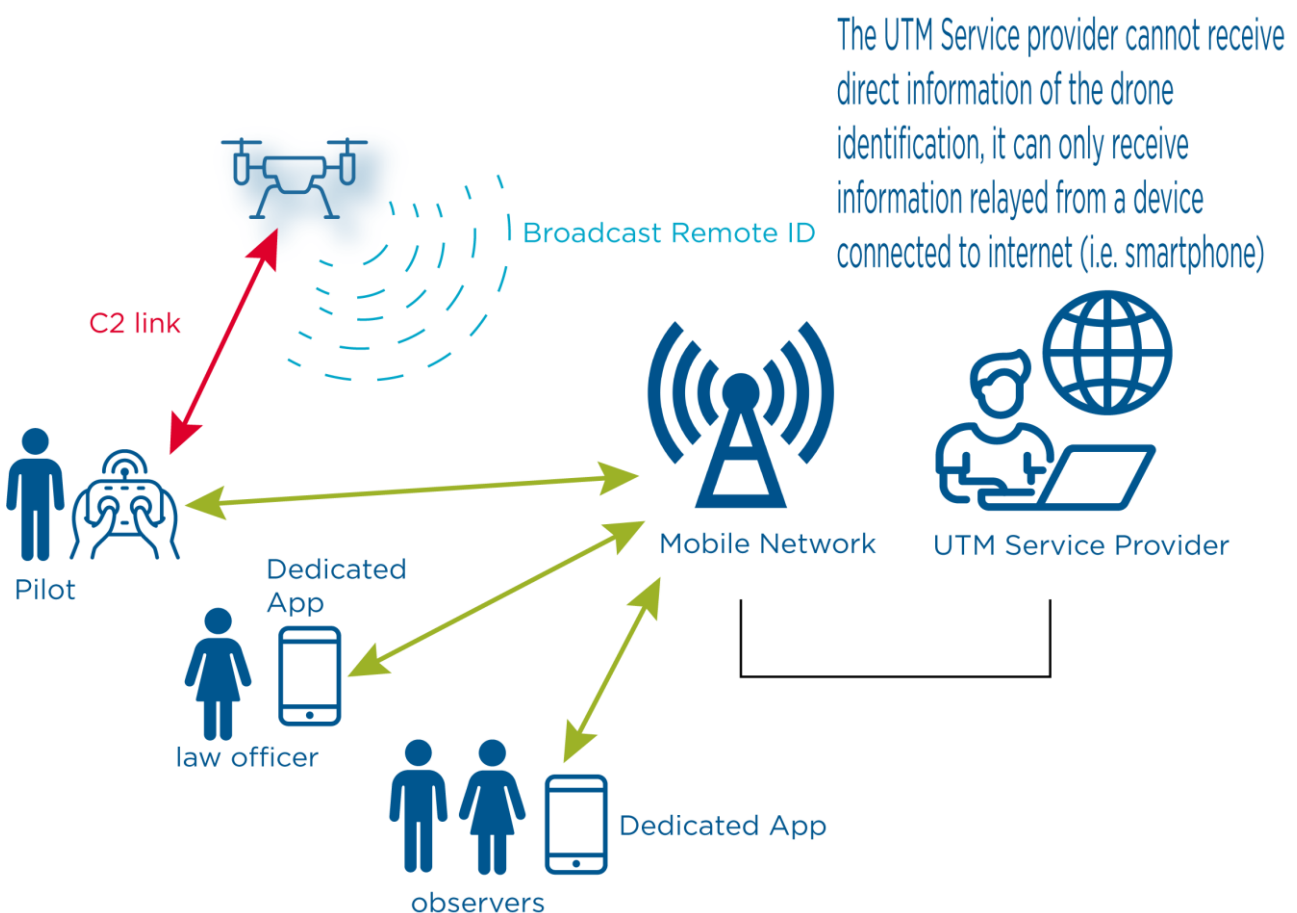 The UTM Service provider cannot receive
direct information of the drone
identification, it can only receive
information relayed from a device
connected to internet (i.e. smartphone)
Broadcast Remote ID
C2 link
Mobile Network
UTM Service Provider
Pilot
Dedicated
App
law officer
Dedicated App
observers